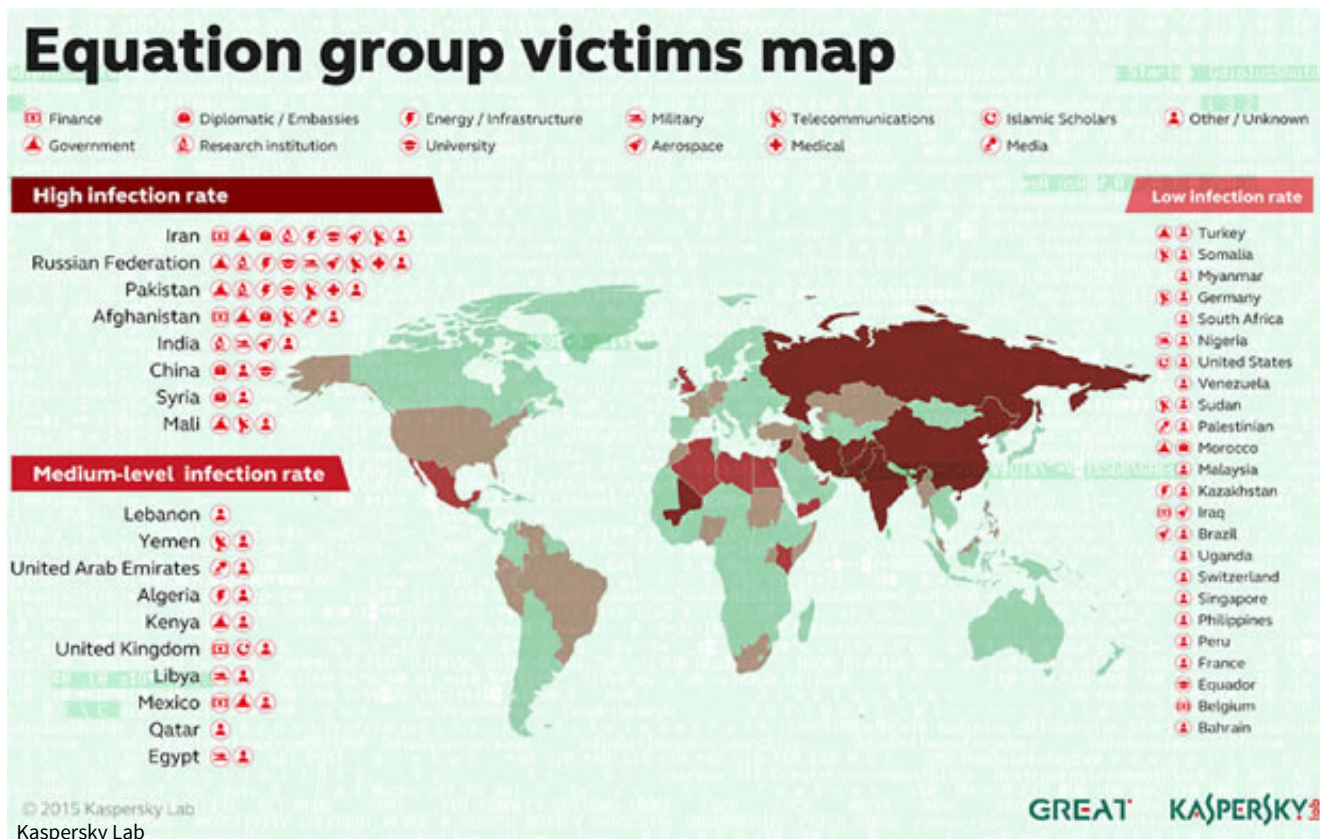 Equation group victims map
Finance
Diplomatic / Embassies
Energy / Infrastructure
Military
Telecommunications
Islamic Scholars
Other / Unknown
Government
Research institution
University
Aerospace
Medical
Media
High infection rate
Iran
Russian Federation
Pakistan
Afghanistan
India
China
Syria
Mali
Medium-level infection rate
Lebanon
Yemen
United Arab Emirates
Algeria
Kenya
United Kingdom
Libya
Mexico
Qatar
Egypt
Low infection rate
Turkey
Somalia
Myanmar
Germany
South Africa
Nigeria
United States
Venezuela
Sudan
Palestinian
Morocco
Malaysia
Kazakhstan
Iraq
Brazil
Uganda
Switzerland
Singapore
Philippines
Peru
France
Equador
Belgium
Bahrain
© 2015 Kaspersky Lab
GREAT
KASPERSKY
Kaspersky Lab